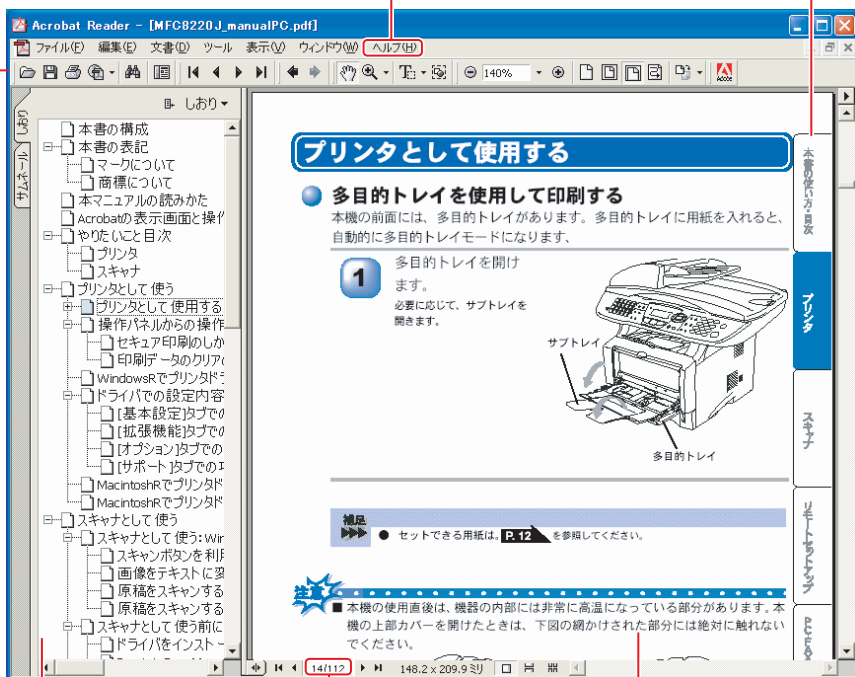 Acrobat Reader - [MFC8220J_manualPC.pdf]
ファイル(F) 編集(E) 文書(D) ツール 表示(V) ウィンドウ(W) ヘルプ(H)
140%
Adobe
しおり
サムネール
しおり
本書の構成
本書の表記
マークについて
商標について
本マニュアルの読みかた
Acrobatの表示画面と操作
やりたいこと目次
プリンタ
スキャナ
プリンタとして使う
プリンタとして使用する
操作パネルからの操作
セキュア印刷のしか
印刷データのクリア
WindowsRでプリンタド
ドライバでの設定内容
[基本設定]タブでの
[拡張機能]タブでの
[オプション]タブでの
[サポート]タブでの
MacintoshRでプリンタド
MacintoshRでプリンタド
スキャナとして使う
スキャナとして使う:Win
スキャンボタンを利用
画像をテキストに変
原稿をスキャンする
原稿をスキャンする
スキャナとして使う前に
ドライバをインストー
プリンタとして使用する
多目的トレイを使用して印刷する
本機の前面には、多目的トレイがあります。多目的トレイに用紙を入れると、
自動的に多目的トレイモードになります、
1
多目的トレイを開け
ます。
必要に応じて、サブトレイを
開きます。
サブトレイ
多目的トレイ
補足
● セットできる用紙は。P. 12 を参照してください。
注意
■ 本機の使用直後は、機器の内部には非常に高温になっている部分があります。本
機の上部カバーを開けたときは、下図の網かけされた部分には絶対に触れない
でください。
本書の使い方・目次
プリンタ
スキャナ
リモートセットアップ
14/112
148.2 x 209.9 ミリ